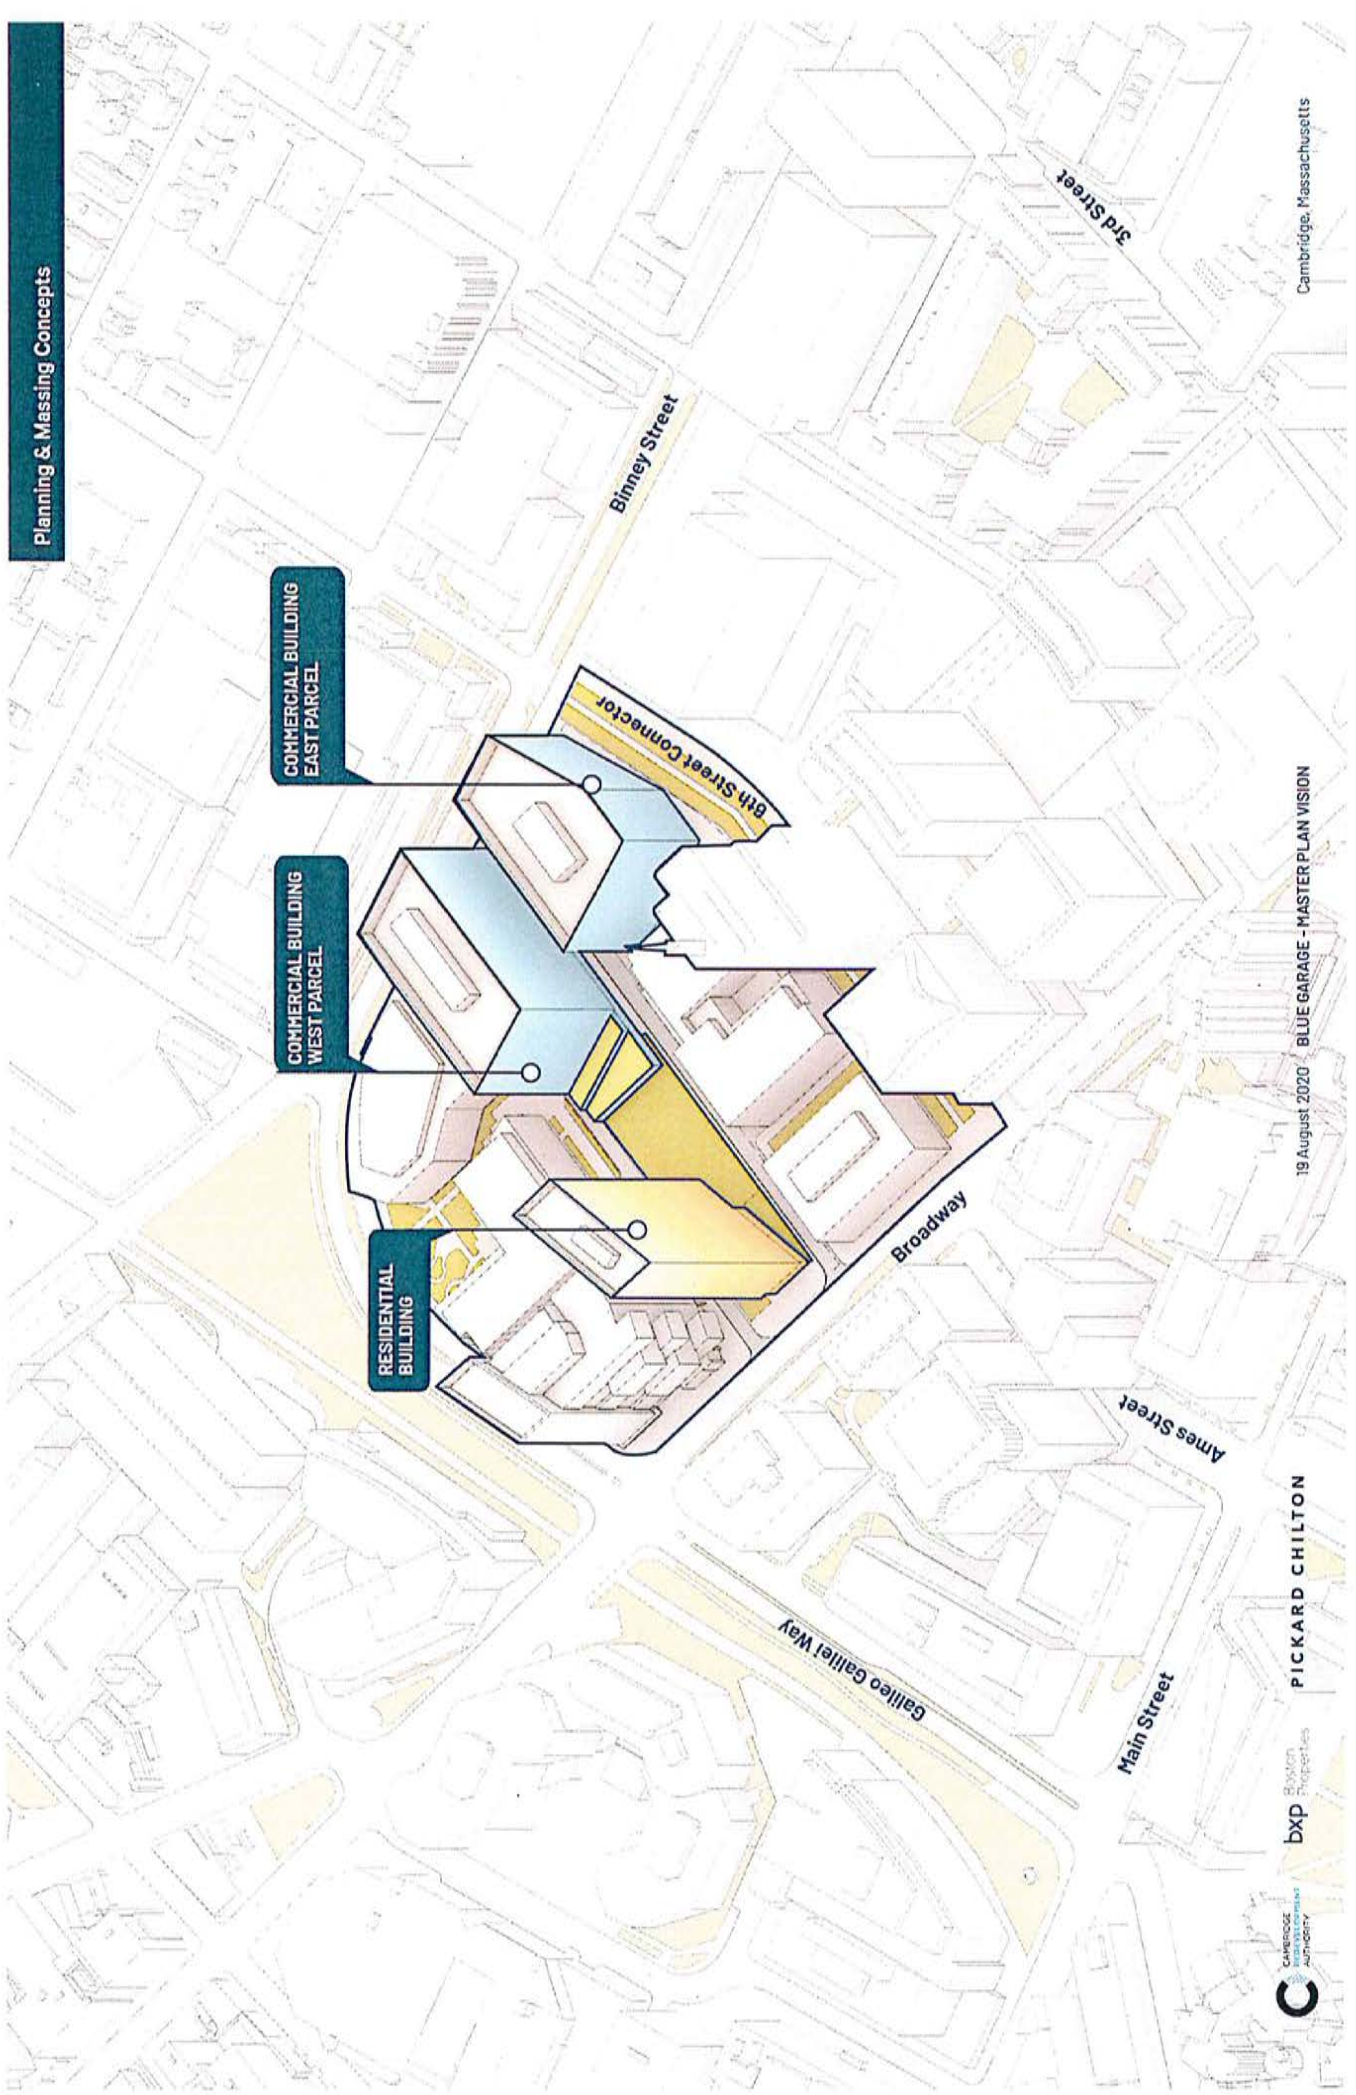 Planning & Massing Concepts
COMMERCIAL BUILDING
EAST PARCEL
COMMERCIAL BUILDING
WEST PARCEL
RESIDENTIAL
BUILDING
Binney Street
3rd Street
6th Street Connector
Broadway
Ames Street
Galileo Galilei Way
Main Street
CAMBRIDGE
REDEVELOPMENT
AUTHORITY
bxp Boston
Properties
PICKARD CHILTON
19 August 2020 BLUE GARAGE - MASTER PLAN VISION
Cambridge, Massachusetts